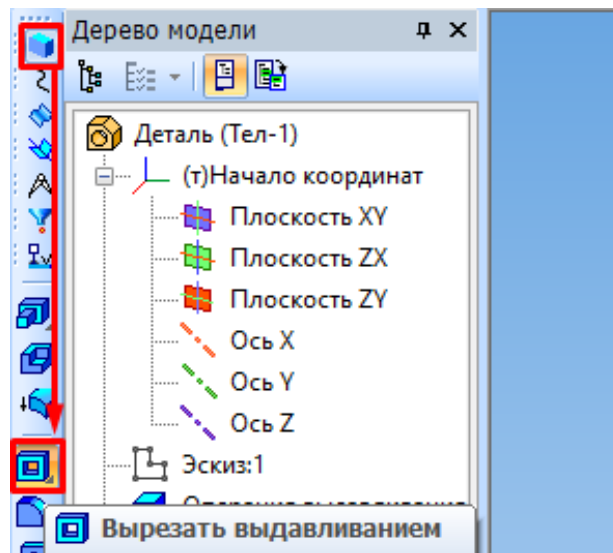 Дерево модели
Деталь (Тел-1)
(т)Начало координат
Плоскость XY
Плоскость ZX
Плоскость ZY
Ось X
Ось Y
Ось Z
Эскиз:1
Вырезать выдавливанием